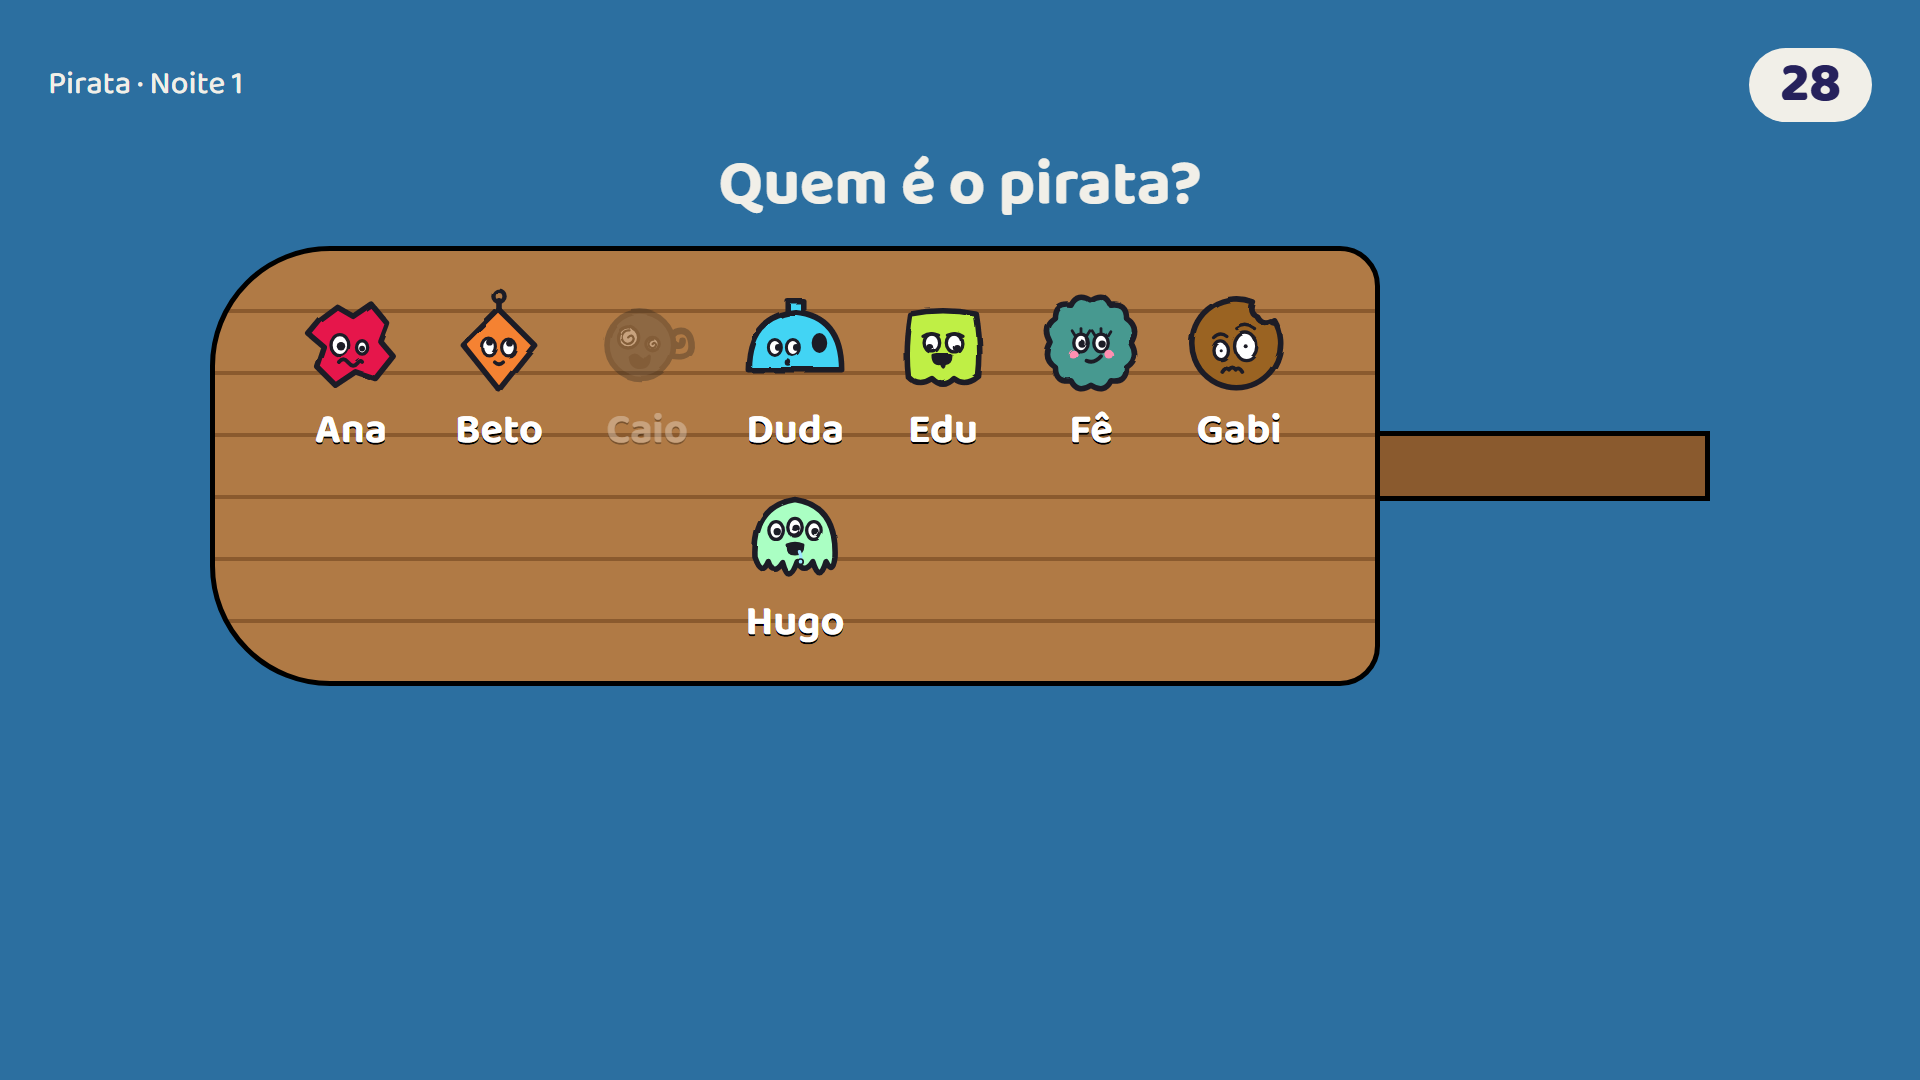 Pirata · Noite 1
28
Quem é o pirata?
Ana Beto Caio Duda Edu Fê Gabi
Hugo